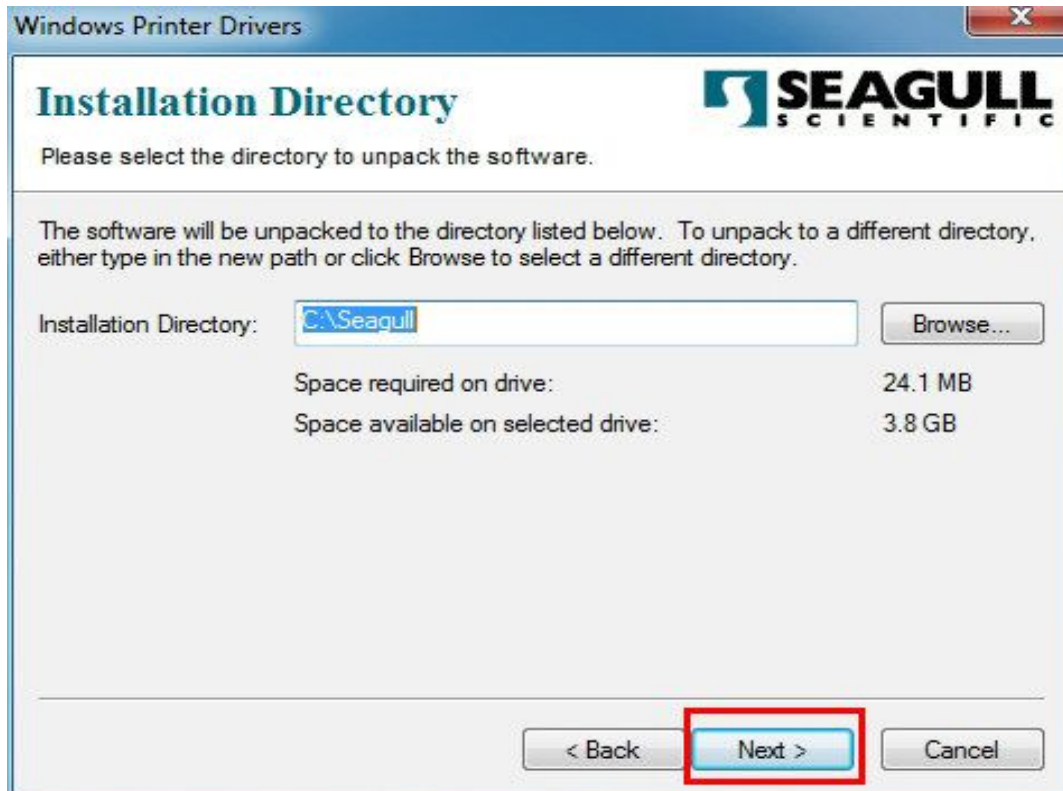 Windows Printer Drivers
X
Installation Directory
SEAGULL
SCIENTIFIC
Please select the directory to unpack the software.
The software will be unpacked to the directory listed below. To unpack to a different directory,
either type in the new path or click Browse to select a different directory.
Installation Directory: C:\Seagull Browse...
Space required on drive: 24.1 MB
Space available on selected drive: 3.8 GB
< Back Next > Cancel